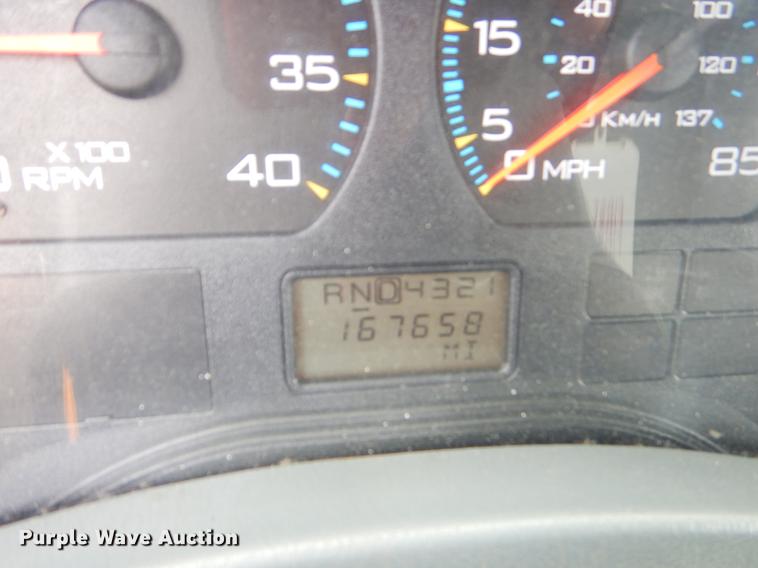 40 100
15
20 120
35
5 KM/H 137
X100
RPM
40
0 MPH 85
RND4321
167658
MI
Purple Wave Auction